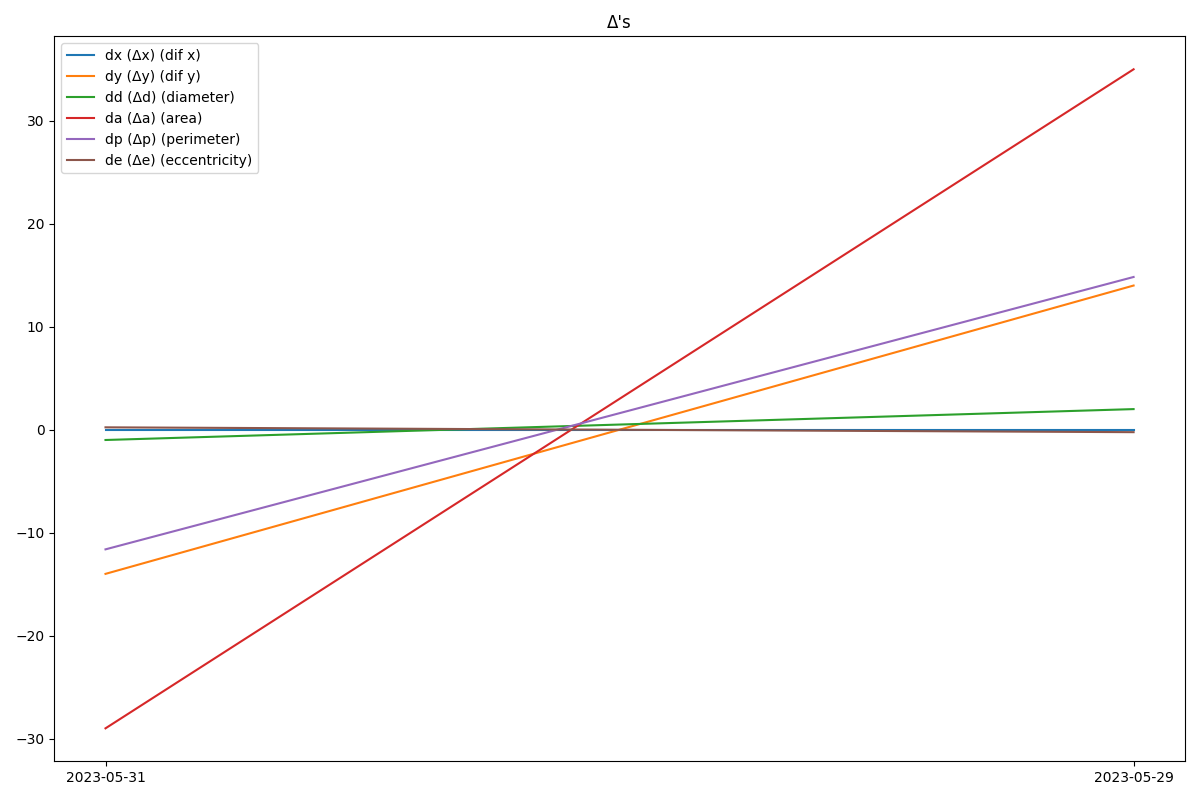 Δ's
dx (Δx) (dif x)
dy (Δy) (dif y)
dd (Δd) (diameter)
da (Δa) (area)
dp (Δp) (perimeter)
de (Δe) (eccentricity)
30
20
10
0
−10
−20
−30
2023-05-31 2023-05-29